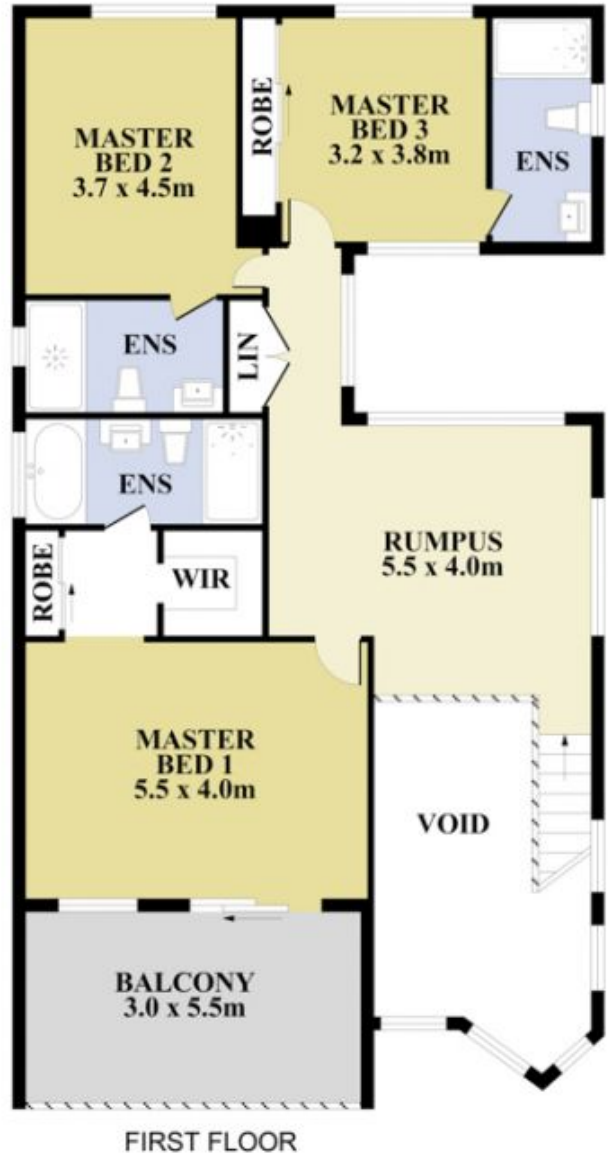 MASTER
BED 2
3.7 x 4.5m
ROBE
MASTER
BED 3
3.2 x 3.8m
ENS
ENS
LIN
ENS
ROBE
WIR
RUMPUS
5.5 x 4.0m
MASTER
BED 1
5.5 x 4.0m
VOID
BALCONY
3.0 x 5.5m
FIRST FLOOR